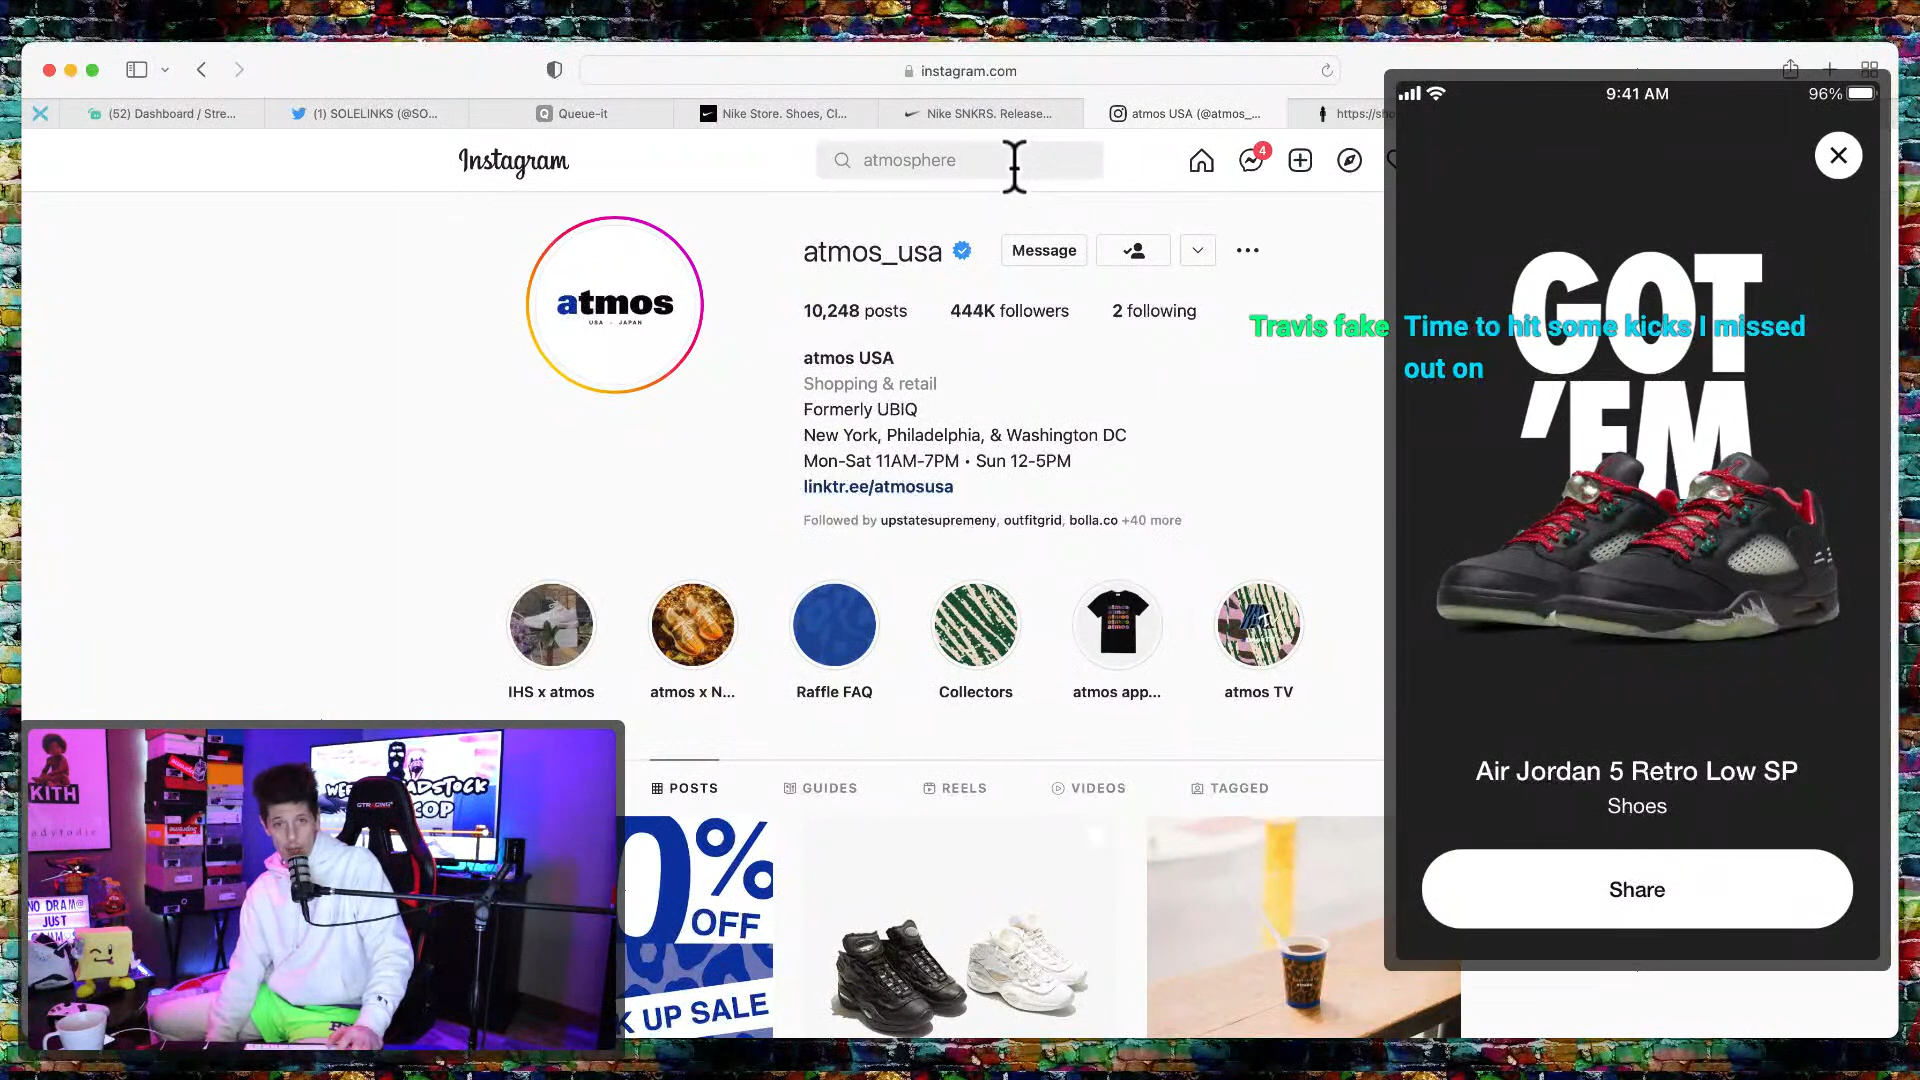 instagram.com
(52) Dashboard / Stre...
(1) SOLELINKS (@SO...
Queue-it
Nike Store. Shoes, Cl...
Nike SNKRS. Release...
atmos USA (@atmos_...
Instagram
atmosphere
4
atmos_usa
Message
10,248 posts
444K followers
2 following
atmos
USA - JAPAN
atmos USA
Shopping & retail
Formerly UBIQ
New York, Philadelphia, & Washington DC
Mon-Sat 11AM-7PM • Sun 12-5PM
linktr.ee/atmosusa
Followed by upstatesupremeny, outfitgrid, bolla.co +40 more
IHS x atmos
atmos x N...
Raffle FAQ
Collectors
atmos app...
atmos TV
POSTS
GUIDES
REELS
VIDEOS
TAGGED
0%
OFF
UP SALE
9:41 AM
96%
GOT
'EM
Travis fake Time to hit some kicks I missed
out on
Air Jordan 5 Retro Low SP
Shoes
Share
KITH
GTRACING
COP
NO DRAMA
JUST